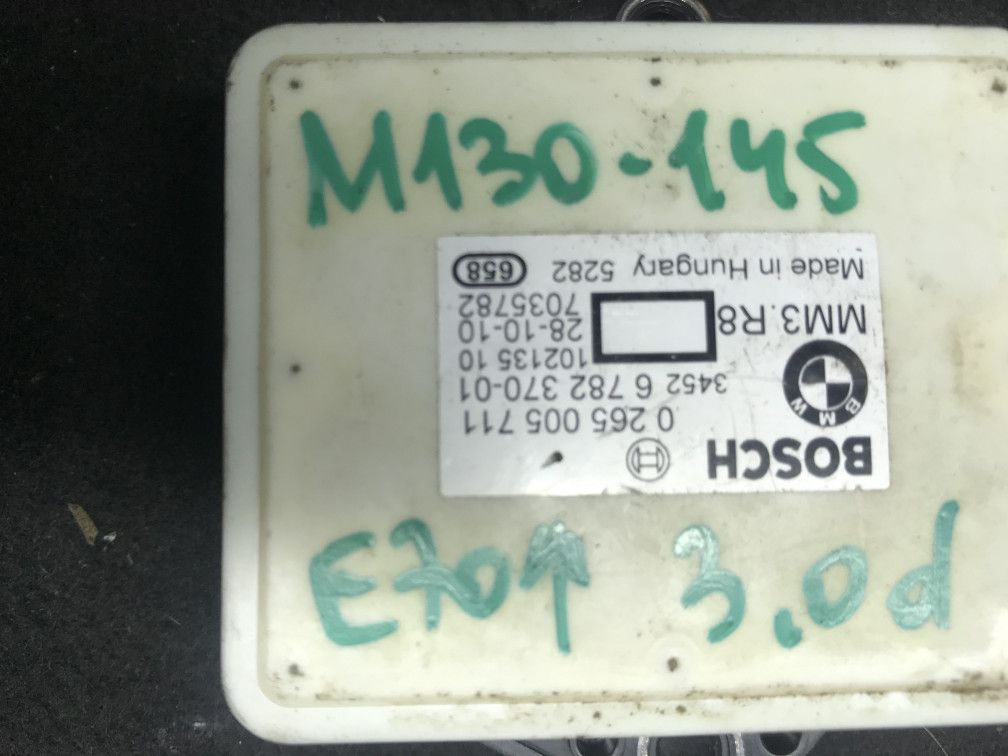 M130-145
BOSCH
0 265 005 711
BMW
3452 6 782 370-01
102135 10
MM3.R8
28-10-10
7035782
Made in Hungary 5282 658
E70↑ 3.0d